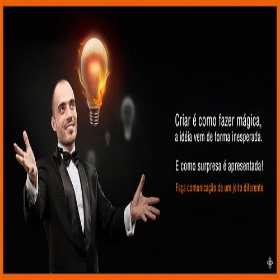 Criar é como fazer mágica,
a idéia vem de forma inesperada.
E como surpresa é apresentada!
Faça comunicação de um jeito diferente